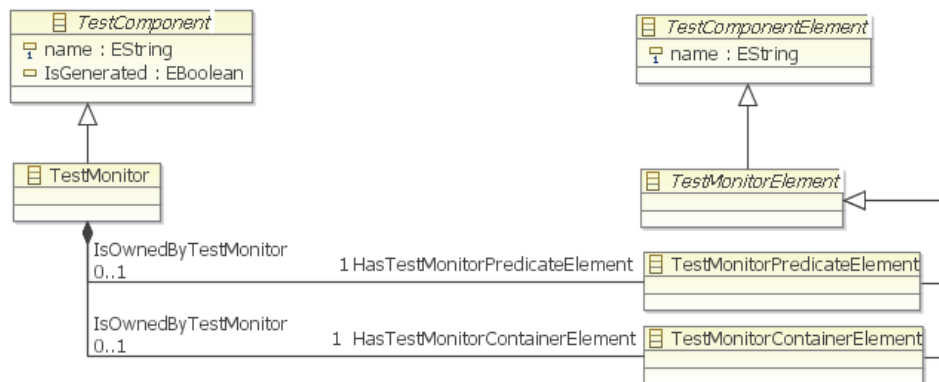 TestComponent
name : EString
IsGenerated : EBoolean
TestComponentElement
name : EString
TestMonitor
TestMonitorElement
IsOwnedByTestMonitor
0..1
1 HasTestMonitorPredicateElement
TestMonitorPredicateElement
IsOwnedByTestMonitor
0..1
1 HasTestMonitorContainerElement
TestMonitorContainerElement